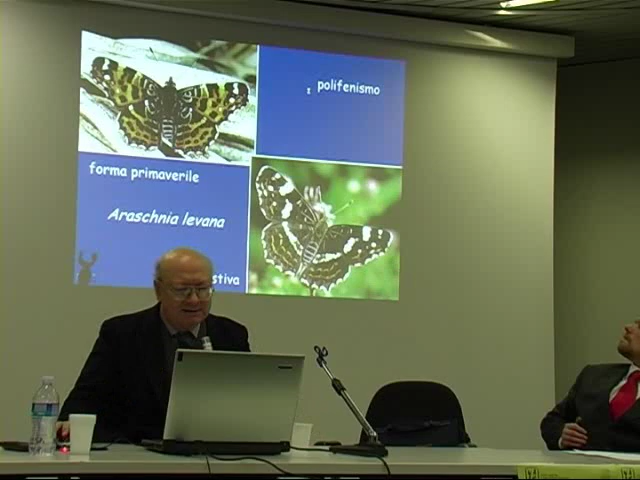 polifenismo
forma primaverile
Araschnia levana
stiva